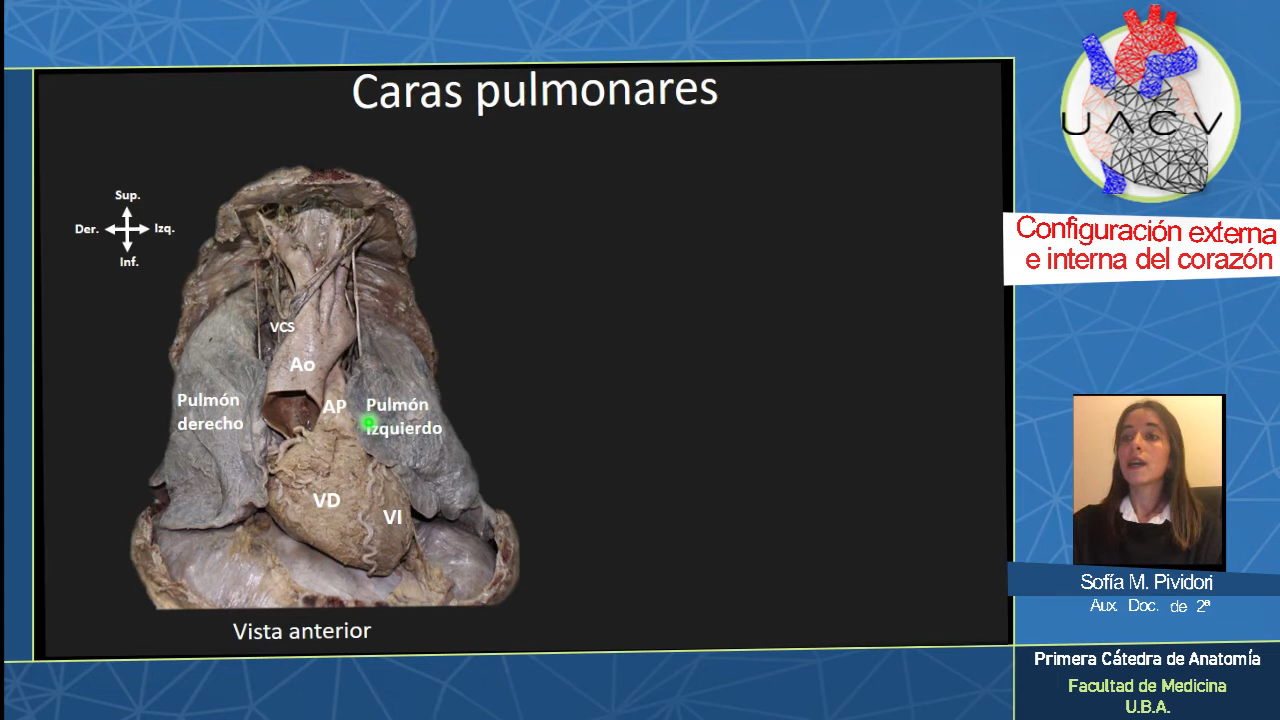 Caras pulmonares
Sup.
Der.
Izq.
Inf.
VCS
Ao
Pulmón
derecho
AP
Pulmón
izquierdo
VD
VI
Vista anterior
UACV
Configuración externa
e interna del corazón
Sofía M. Pividori
Aux. Doc. de 2ª
Primera Cátedra de Anatomía
Facultad de Medicina
U.B.A.